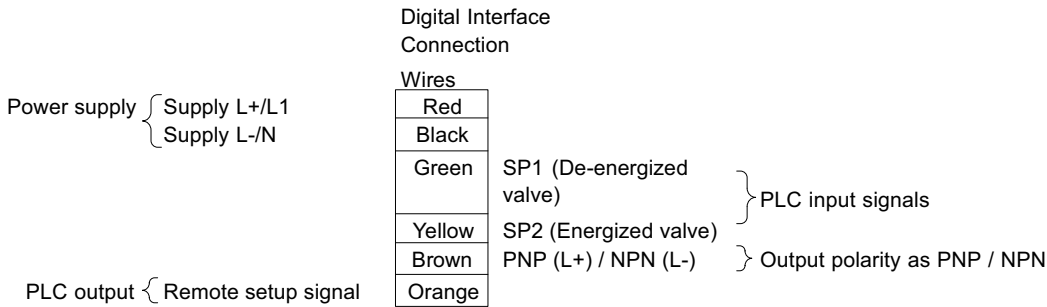 Digital Interface
Connection
Wires
Power supply
Supply L+/L1
Supply L-/N
Red
Black
Green
SP1 (De-energized
valve)
Yellow
SP2 (Energized valve)
PLC input signals
Brown
PNP (L+) / NPN (L-)
Output polarity as PNP / NPN
PLC output
Remote setup signal
Orange